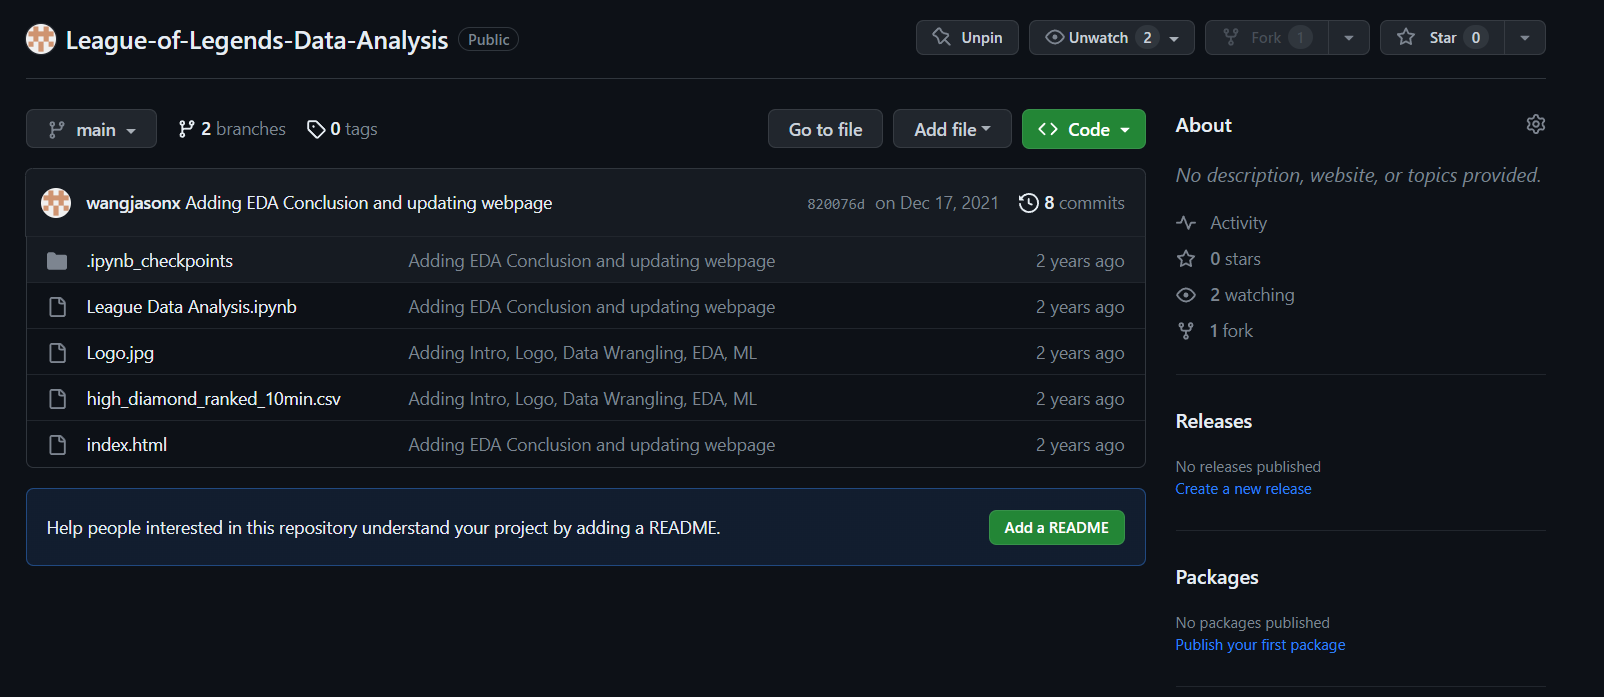 League-of-Legends-Data-Analysis Public Unpin Unwatch 2 Fork 1 Star 0
main 2 branches 0 tags Go to file Add file Code
wangjasonx Adding EDA Conclusion and updating webpage 820076d on Dec 17, 2021 8 commits
.ipynb_checkpoints Adding EDA Conclusion and updating webpage 2 years ago
League Data Analysis.ipynb Adding EDA Conclusion and updating webpage 2 years ago
Logo.jpg Adding Intro, Logo, Data Wrangling, EDA, ML 2 years ago
high_diamond_ranked_10min.csv Adding Intro, Logo, Data Wrangling, EDA, ML 2 years ago
index.html Adding EDA Conclusion and updating webpage 2 years ago
Help people interested in this repository understand your project by adding a README. Add a README
About
No description, website, or topics provided.
Activity
0 stars
2 watching
1 fork
Releases
No releases published
Create a new release
Packages
No packages published
Publish your first package